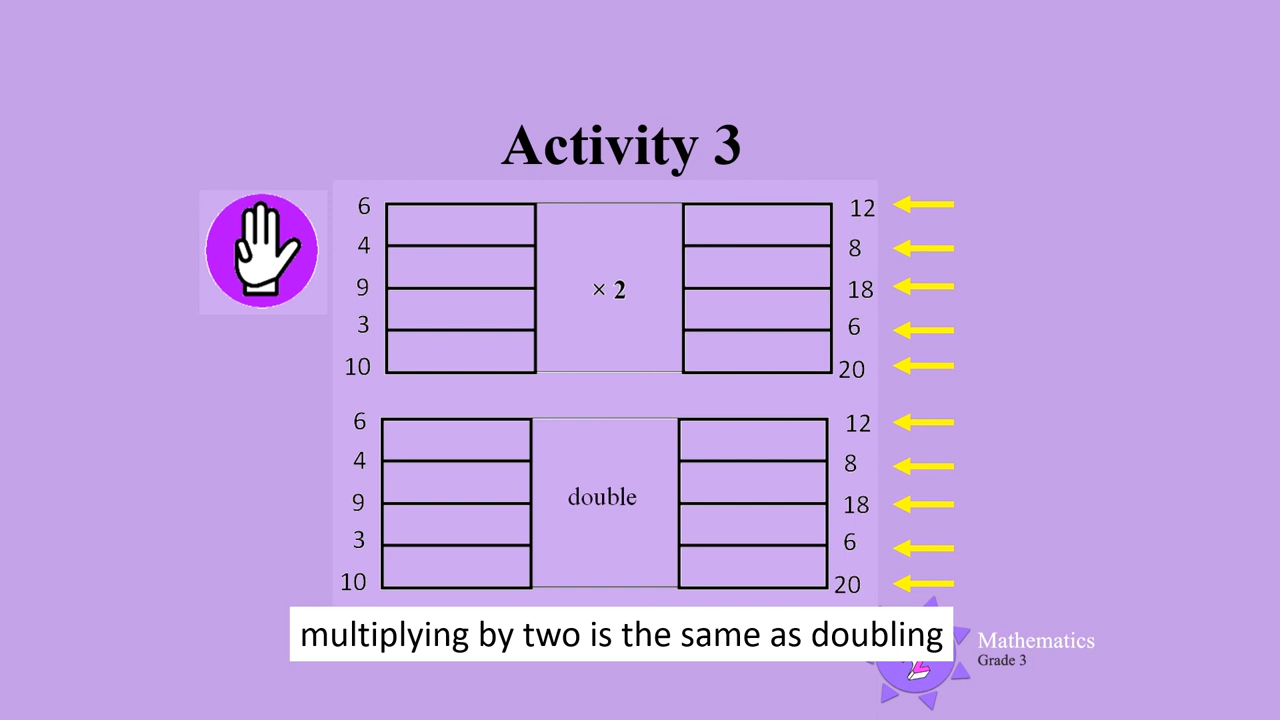 Activity 3
6 12
4 8
9 × 2 18
3 6
10 20
6 12
4 8
9 double 18
3 6
10 20
multiplying by two is the same as doubling
Mathematics
Grade 3